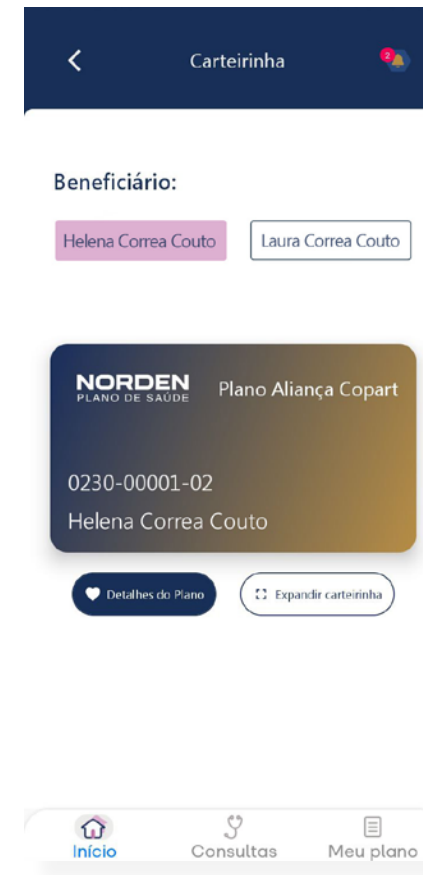 Carteirinha
2
Beneficiário:
Helena Correa Couto
Laura Correa Couto
NORDEN
PLANO DE SAÚDE
Plano Aliança Copart
0230-00001-02
Helena Correa Couto
Detalhes do Plano
Expandir carteirinha
Início
Consultas
Meu plano